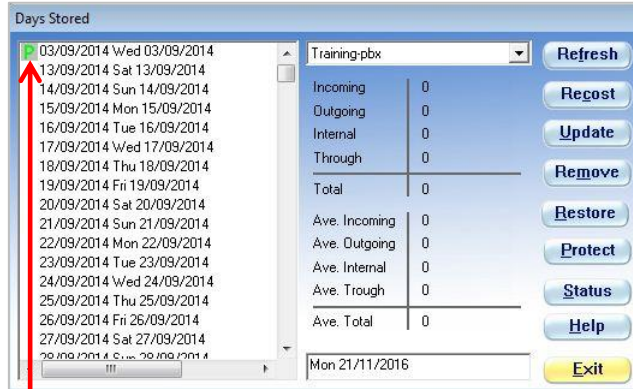 Days Stored
P 03/09/2014 Wed 03/09/2014
13/09/2014 Sat 13/09/2014
14/09/2014 Sun 14/09/2014
15/09/2014 Mon 15/09/2014
16/09/2014 Tue 16/09/2014
17/09/2014 Wed 17/09/2014
18/09/2014 Thu 18/09/2014
19/09/2014 Fri 19/09/2014
20/09/2014 Sat 20/09/2014
21/09/2014 Sun 21/09/2014
22/09/2014 Mon 22/09/2014
23/09/2014 Tue 23/09/2014
24/09/2014 Wed 24/09/2014
25/09/2014 Thu 25/09/2014
26/09/2014 Fri 26/09/2014
27/09/2014 Sat 27/09/2014
28/09/2014 Sun 28/09/2014
Training-pbx
Incoming 0
Outgoing 0
Internal 0
Through 0
Total 0
Ave. Incoming 0
Ave. Outgoing 0
Ave. Internal 0
Ave. Trough 0
Ave. Total 0
Mon 21/11/2016
Refresh
Recost
Update
Remove
Restore
Protect
Status
Help
Exit